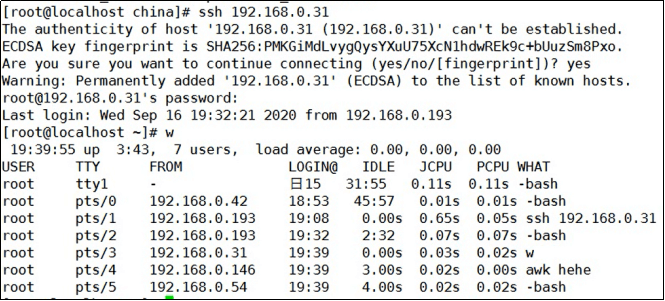 [root@localhost china]# ssh 192.168.0.31
The authenticity of host '192.168.0.31 (192.168.0.31)' can't be established.
ECDSA key fingerprint is SHA256:PMKGiMdLvygQysYXuU75XcN1hdwREk9c+bUuzSm8Pxo.
Are you sure you want to continue connecting (yes/no/[fingerprint])? yes
Warning: Permanently added '192.168.0.31' (ECDSA) to the list of known hosts.
root@192.168.0.31's password:
Last login: Wed Sep 16 19:32:21 2020 from 192.168.0.193
[root@localhost ~]# w
19:39:55 up 3:43, 7 users, load average: 0.00, 0.00, 0.00
USER TTY FROM LOGIN@ IDLE JCPU PCPU WHAT
root tty1 - 日15 31:55 0.11s 0.11s -bash
root pts/0 192.168.0.42 18:53 45:57 0.01s 0.01s -bash
root pts/1 192.168.0.193 19:08 0.00s 0.65s 0.05s ssh 192.168.0.31
root pts/2 192.168.0.193 19:32 2:32 0.07s 0.07s -bash
root pts/3 192.168.0.31 19:39 0.00s 0.03s 0.02s w
root pts/4 192.168.0.146 19:39 3.00s 0.02s 0.00s awk hehe
root pts/5 192.168.0.54 19:39 4.00s 0.02s 0.02s -bash